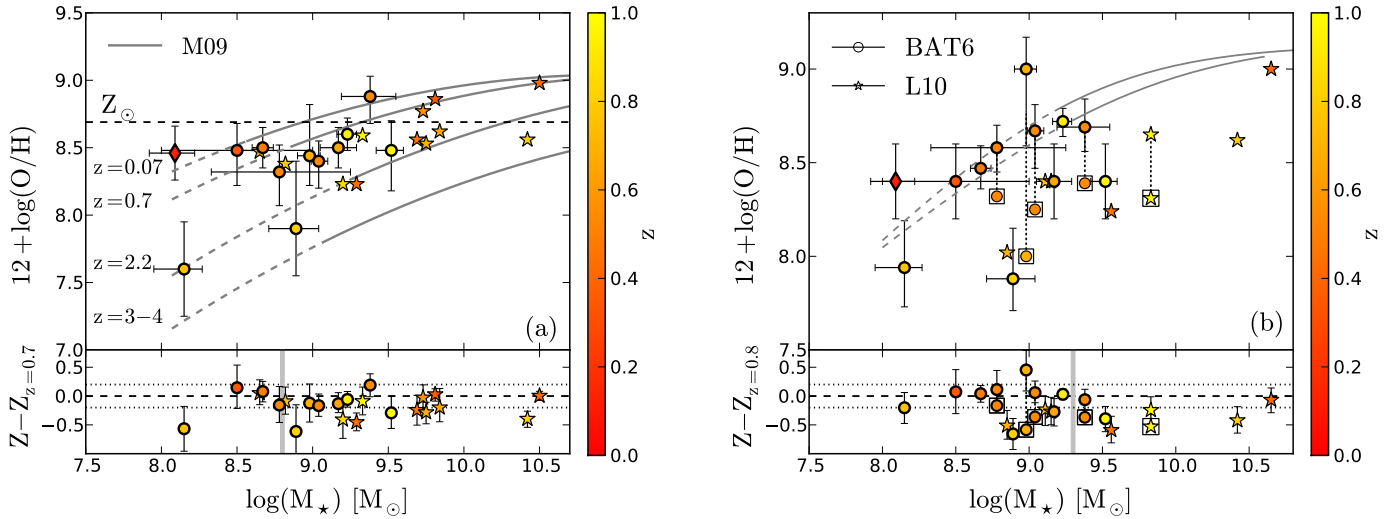 9.5
M09
9.0
Z⊙
8.5
z=0.07
z=0.7
8.0
z=2.2
7.5
z=3−4
7.0
(a)
12+log(O/H)
0.5
0.0
−0.5
Z−Z_{z=0.7}
7.5 8.0 8.5 9.0 9.5 10.0 10.5
log(M⋆) [M⊙]
1.0
0.8
0.6
0.4
0.2
0.0
z
BAT6
L10
9.0
8.5
8.0
7.5
(b)
12+log(O/H)
0.5
0.0
−0.5
Z−Z_{z=0.8}
7.5 8.0 8.5 9.0 9.5 10.0 10.5
log(M⋆) [M⊙]
1.0
0.8
0.6
0.4
0.2
0.0
z